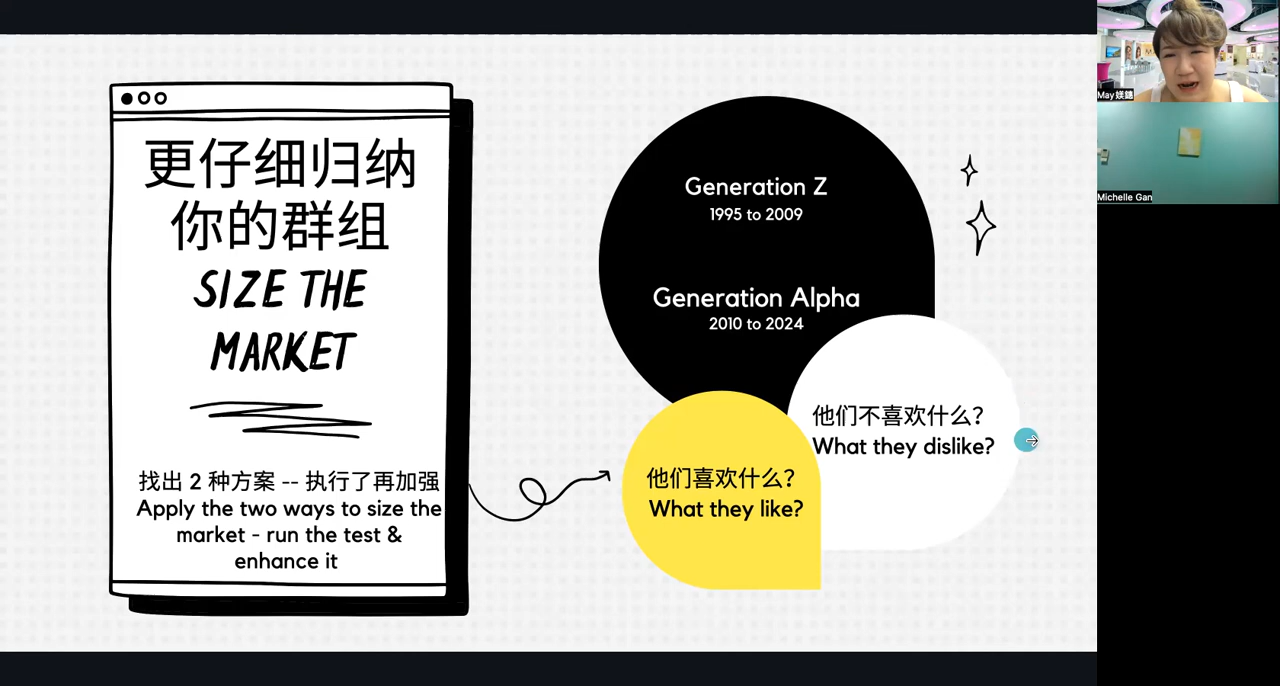 更仔细归纳
你的群组
SIZE THE
MARKET
找出 2 种方案 -- 执行了再加强
Apply the two ways to size the
market - run the test &
enhance it
Generation Z
1995 to 2009
Generation Alpha
2010 to 2024
他们不喜欢什么？
What they dislike?
他们喜欢什么？
What they like?
May 媄鏸
Michelle Gan